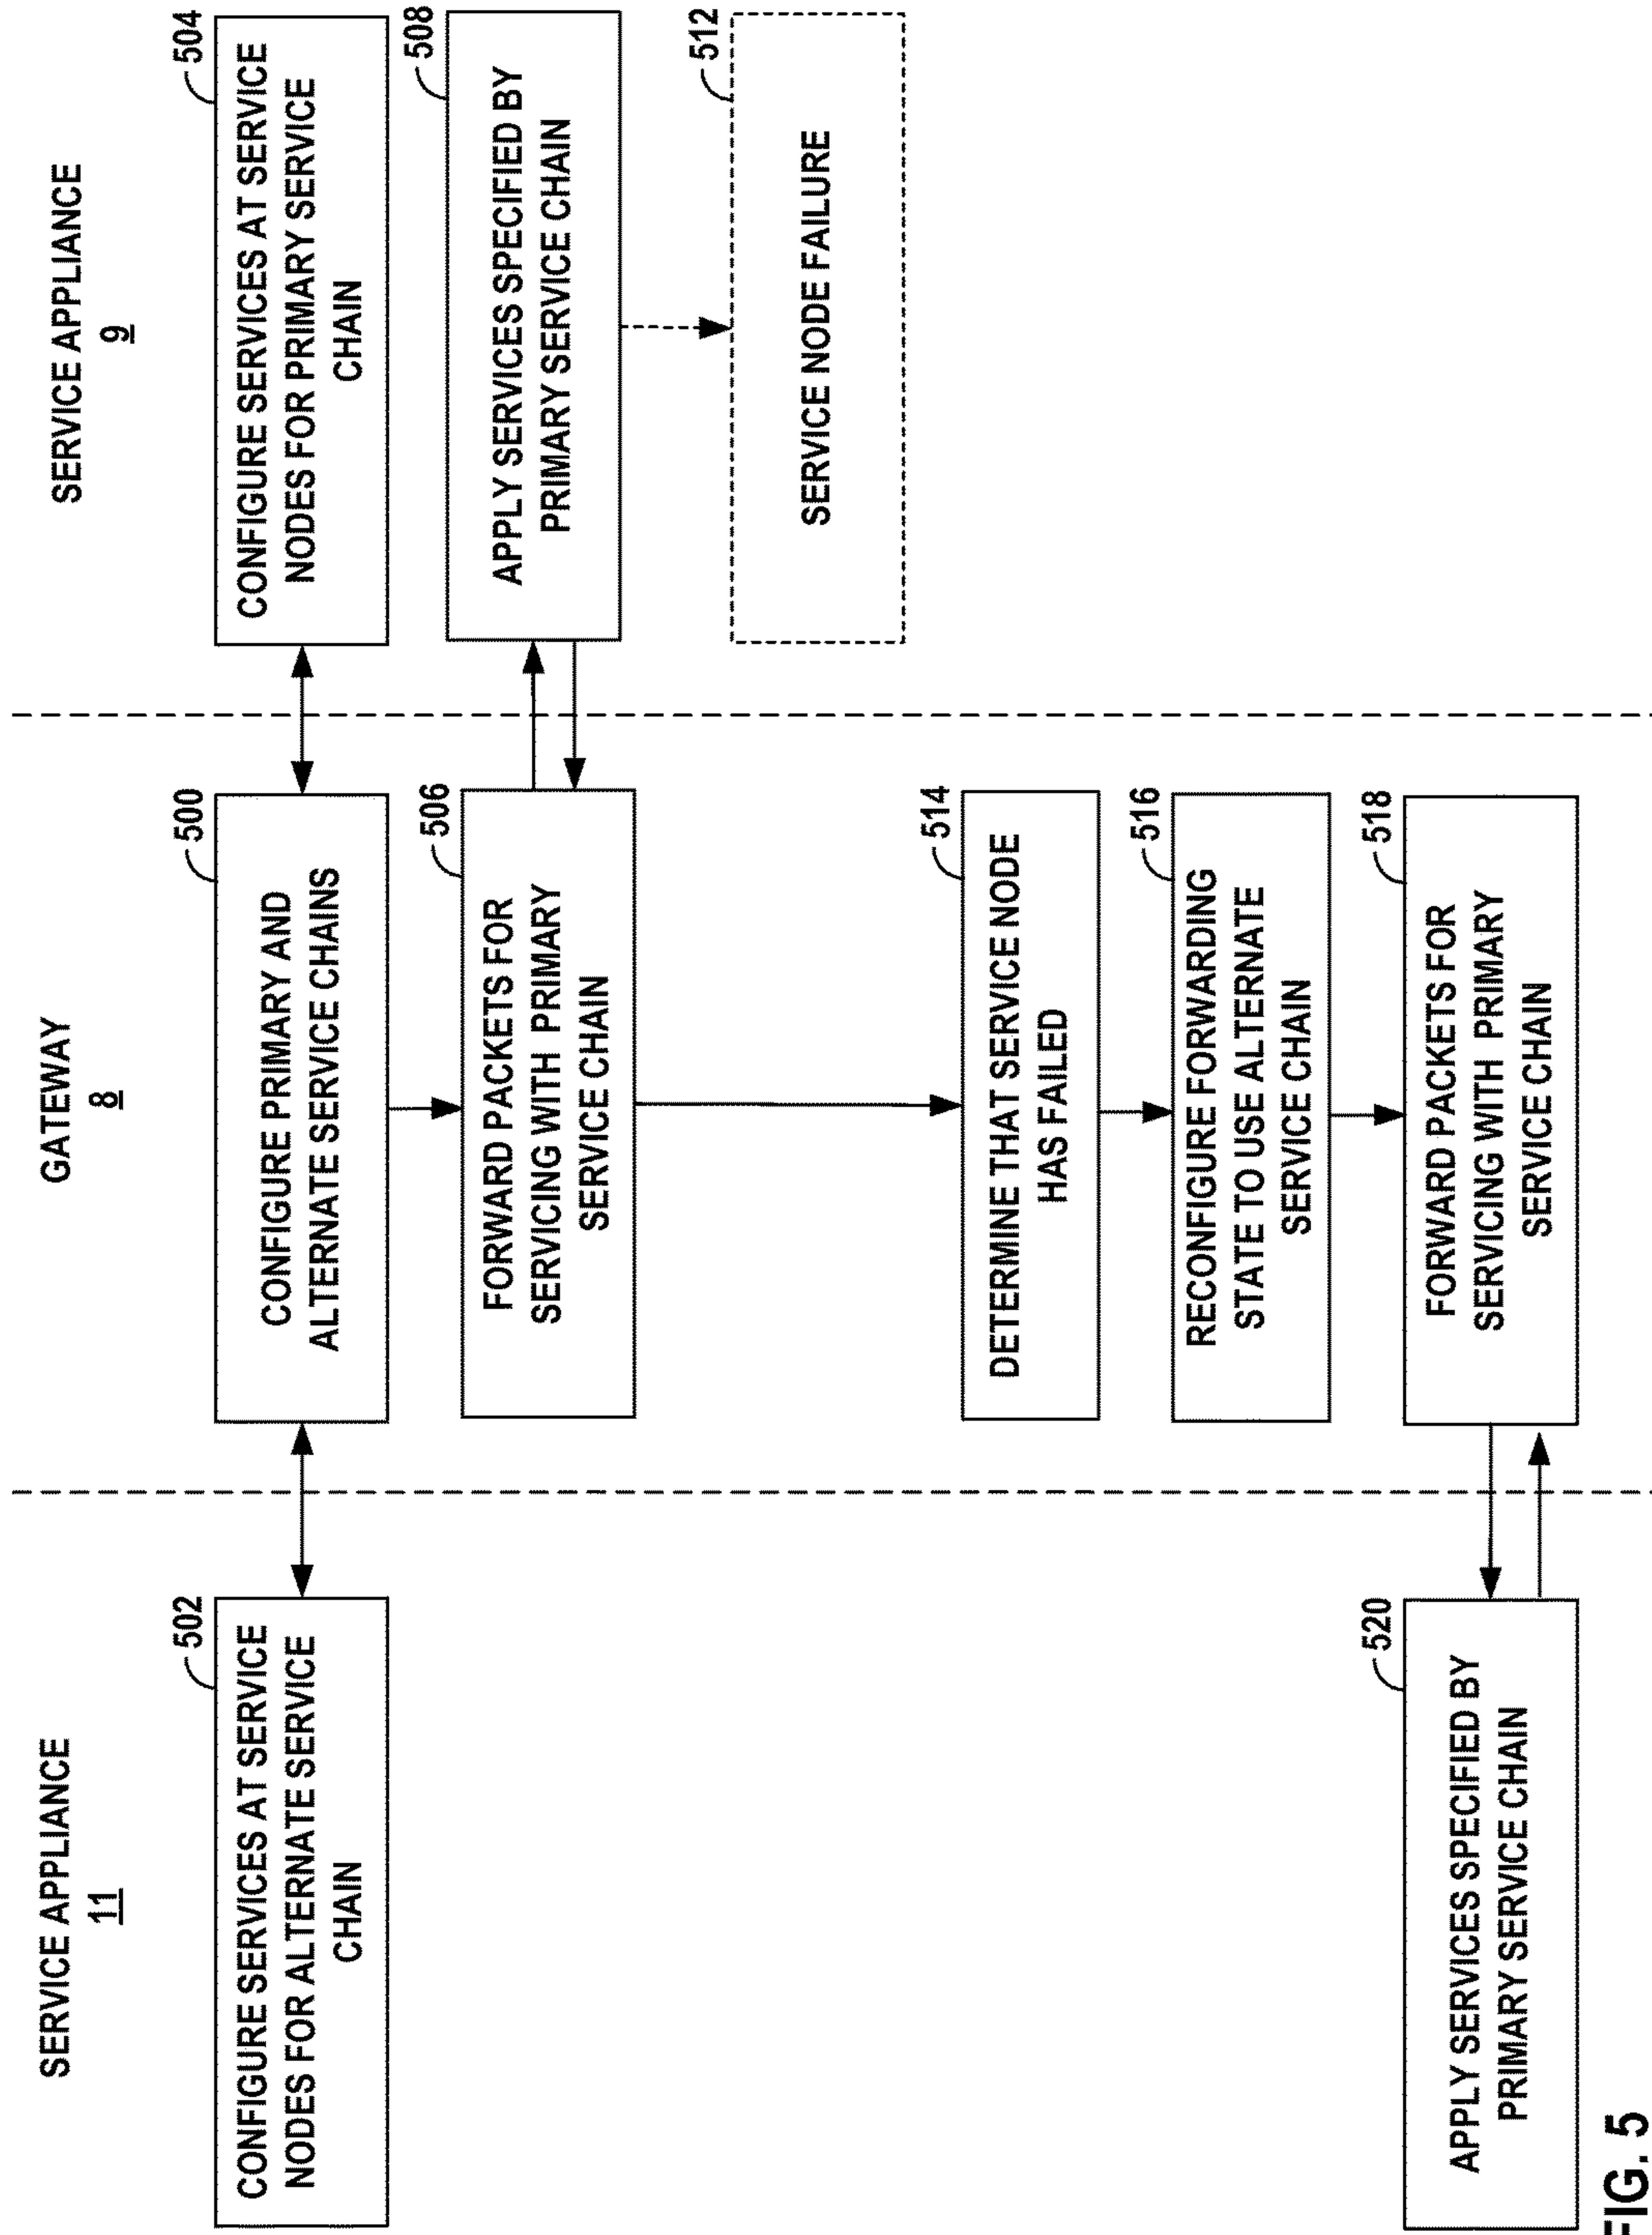 SERVICE APPLIANCE
11
GATEWAY
8
SERVICE APPLIANCE
9
502
CONFIGURE SERVICES AT SERVICE
NODES FOR ALTERNATE SERVICE
CHAIN
500
CONFIGURE PRIMARY AND
ALTERNATE SERVICE CHAINS
504
CONFIGURE SERVICES AT SERVICE
NODES FOR PRIMARY SERVICE
CHAIN
506
FORWARD PACKETS FOR
SERVICING WITH PRIMARY
SERVICE CHAIN
508
APPLY SERVICES SPECIFIED BY
PRIMARY SERVICE CHAIN
512
SERVICE NODE FAILURE
514
DETERMINE THAT SERVICE NODE
HAS FAILED
516
RECONFIGURE FORWARDING
STATE TO USE ALTERNATE
SERVICE CHAIN
520
APPLY SERVICES SPECIFIED BY
PRIMARY SERVICE CHAIN
518
FORWARD PACKETS FOR
SERVICING WITH PRIMARY
SERVICE CHAIN
FIG. 5